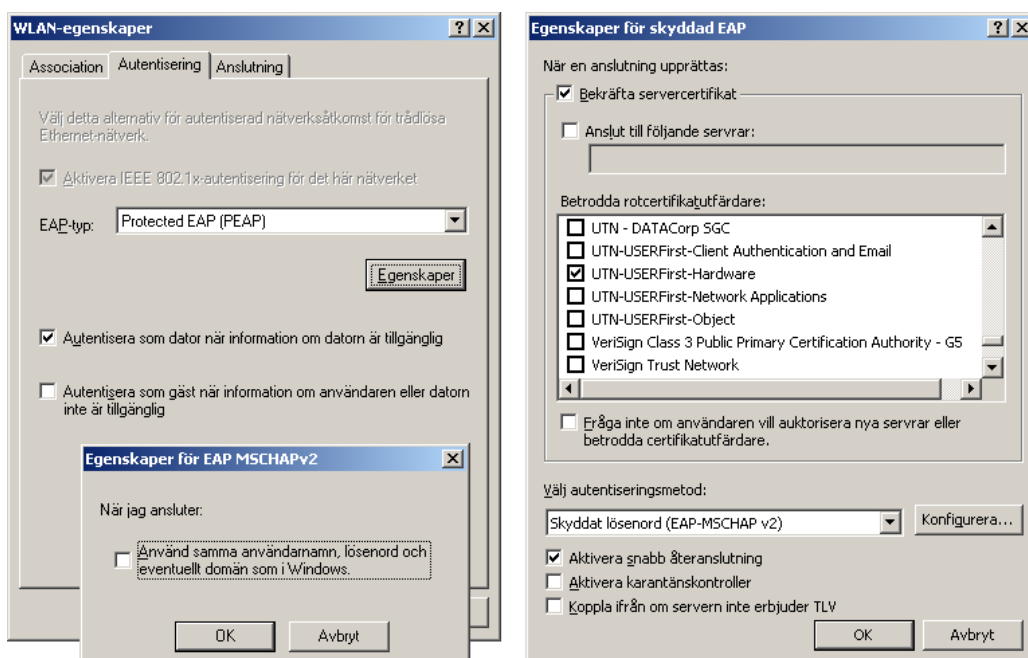 WLAN-egenskaper
Association
Autentisering
Anslutning
Välj detta alternativ för autentiserad nätverksåtkomst för trådlösa
Ethernet-nätverk.
Aktivera IEEE 802.1x-autentisering för det här nätverket
EAP-typ:
Protected EAP (PEAP)
Egenskaper
Autentisera som dator när information om datorn är tillgänglig
Autentisera som gäst när information om användaren eller datorn
inte är tillgänglig
Egenskaper för EAP MSCHAPv2
När jag ansluter:
Använd samma användarnamn, lösenord och
eventuellt domän som i Windows.
OK
Avbryt
Egenskaper för skyddad EAP
När en anslutning upprättas:
Bekräfta servercertifikat
Anslut till följande servrar:
Betrodda rotcertifikatutfärdare:
UTN - DATACorp SGC
UTN-USERFirst-Client Authentication and Email
UTN-USERFirst-Hardware
UTN-USERFirst-Network Applications
UTN-USERFirst-Object
VeriSign Class 3 Public Primary Certification Authority - G5
VeriSign Trust Network
Fråga inte om användaren vill auktorisera nya servrar eller
betrodda certifikatutfärdare.
Välj autentiseringsmetod:
Skyddat lösenord (EAP-MSCHAP v2)
Konfigurera...
Aktivera snabb återanslutning
Aktivera karantänskontroller
Koppla ifrån om servern inte erbjuder TLV
OK
Avbryt